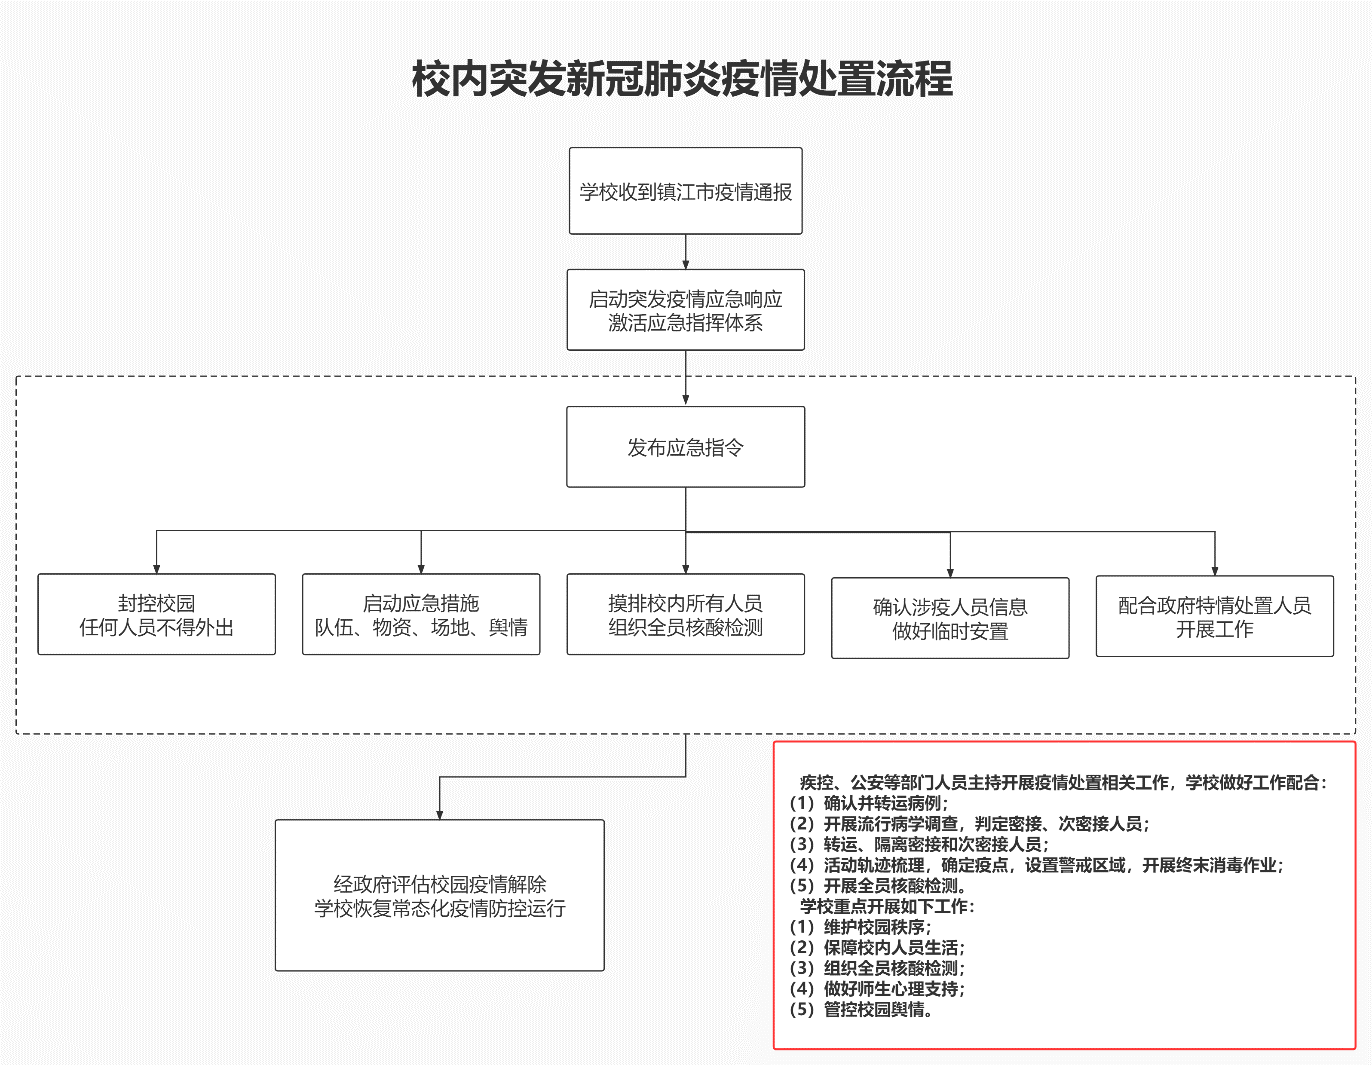 校内突发新冠肺炎疫情处置流程
学校收到镇江市疫情通报
启动突发疫情应急响应
激活应急指挥体系
发布应急指令
封控校园
任何人员不得外出
启动应急措施
队伍、物资、场地、舆情
摸排校内所有人员
组织全员核酸检测
确认涉疫人员信息
做好临时安置
配合政府特情处置人员
开展工作
经政府评估校园疫情解除
学校恢复常态化疫情防控运行
疾控、公安等部门人员主持开展疫情处置相关工作，学校做好工作配合：
（1）确认并转运病例；
（2）开展流行病学调查，判定密接、次密接人员；
（3）转运、隔离密接和次密接人员；
（4）活动轨迹梳理，确定疫点，设置警戒区域，开展终末消毒作业；
（5）开展全员核酸检测。
学校重点开展如下工作：
（1）维护校园秩序；
（2）保障校内人员生活；
（3）组织全员核酸检测；
（4）做好师生心理支持；
（5）管控校园舆情。